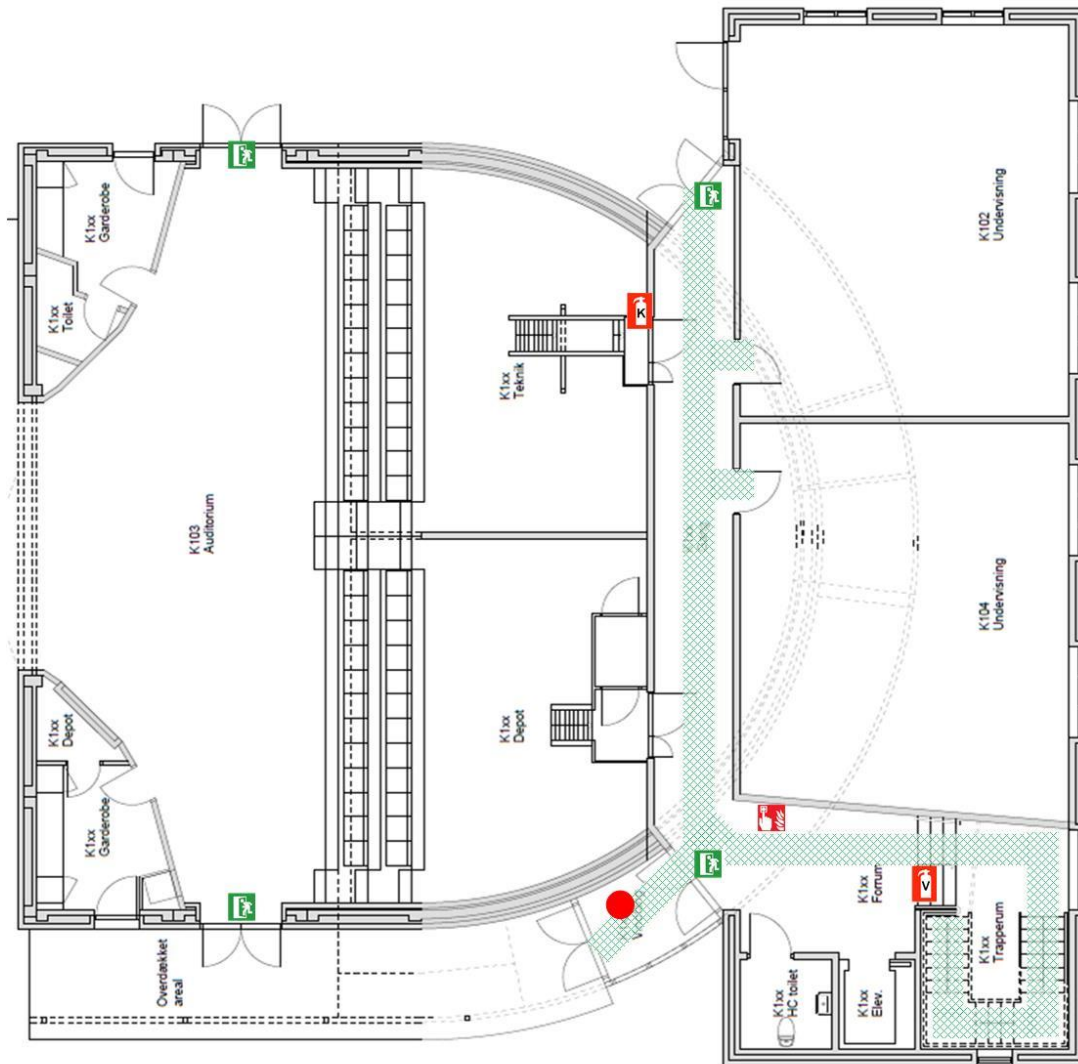 K1xx
Garderobe
K1xx
Toilet
K103
Auditorium
K1xx
Depot
K1xx
Garderobe
Overdækket
areal
K1xx
Teknik
K1xx
Depot
K
K102
Undervisning
K104
Undervisning
K1xx
Forrum
V
K1xx
HC toilet
K1xx
Elev.
K1xx
Trapperum